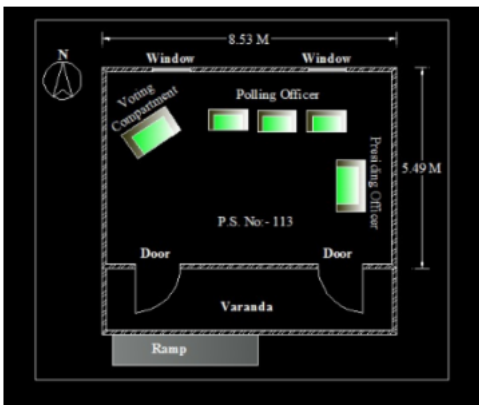 8.53 M
N
Window
Window
Voting
Compartment
Polling Officer
Presiding Officer
5.49 M
P.S. No:- 113
Door
Door
Varanda
Ramp